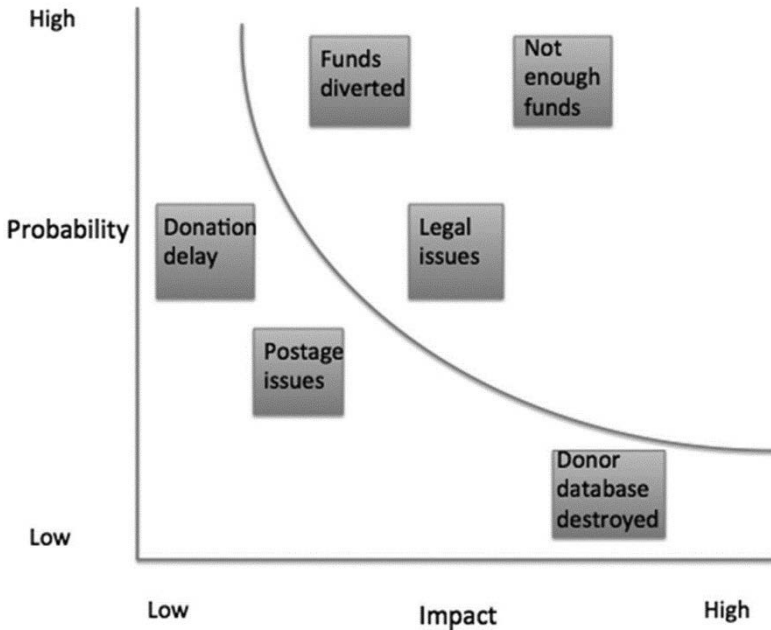 High
Funds
diverted
Not
enough
funds
Probability
Donation
delay
Legal
issues
Postage
issues
Donor
database
destroyed
Low
Low
Impact
High